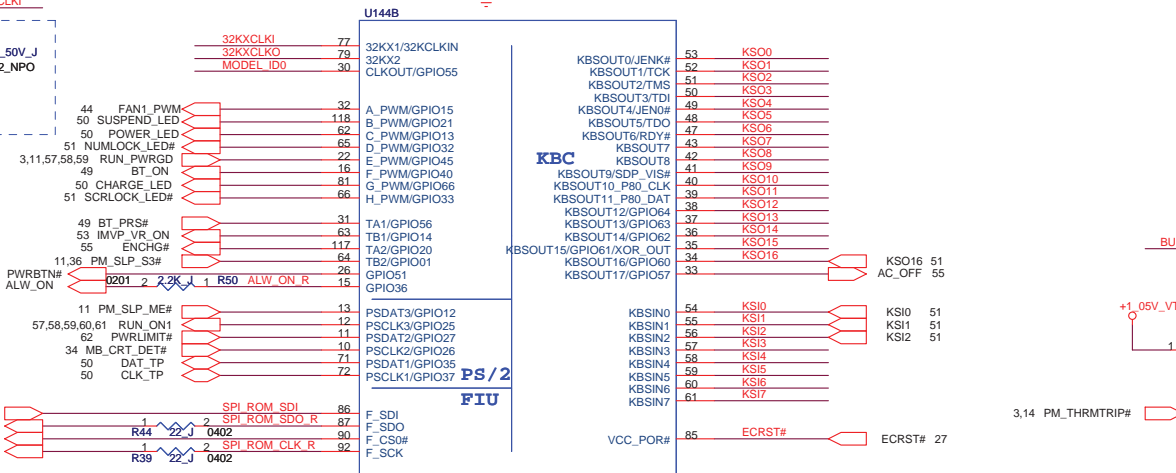 CLKI
U144B
_50V_J
2_NPO
32KXCLKI 77 32KX1/32KCLKIN
32KXCLKO 79 32KX2
MODEL_ID0 30 CLKOUT/GPIO55
44 FAN1_PWM 32 A_PWM/GPIO15
50 SUSPEND_LED 118 B_PWM/GPIO21
50 POWER_LED 62 C_PWM/GPIO13
51 NUMLOCK_LED# 65 D_PWM/GPIO32
3,11,57,58,59 RUN_PWRGD 22 E_PWM/GPIO45
49 BT_ON 16 F_PWM/GPIO40
50 CHARGE_LED 81 G_PWM/GPIO66
51 SCRLOCK_LED# 66 H_PWM/GPIO33
49 BT_PRS# 31 TA1/GPIO56
53 IMVP_VR_ON 63 TB1/GPIO14
55 ENCHG# 117 TA2/GPIO20
11,36 PM_SLP_S3# 64 TB2/GPIO01
PWRBTN# 26 GPIO51
ALW_ON 0201 2 2.2K_J 1 R50 ALW_ON_R 15 GPIO36
11 PM_SLP_ME# 13 PSDAT3/GPIO12
57,58,59,60,61 RUN_ON1 12 PSCLK3/GPIO25
62 PWRLIMIT# 11 PSDAT2/GPIO27
34 MB_CRT_DET# 10 PSCLK2/GPIO26
50 DAT_TP 71 PSDAT1/GPIO35
50 CLK_TP 72 PSCLK1/GPIO37
PS/2
FIU
SPI_ROM_SDI 86 F_SDI
1 2 SPI_ROM_SDO_R 87 F_SDO
R44 22_J 0402 90 F_CS0#
1 2 SPI_ROM_CLK_R 92 F_SCK
R39 22_J 0402
KBC
KBSOUT0/JENK# 53 KSO0
KBSOUT1/TCK 52 KSO1
KBSOUT2/TMS 51 KSO2
KBSOUT3/TDI 50 KSO3
KBSOUT4/JEN0# 49 KSO4
KBSOUT5/TDO 48 KSO5
KBSOUT6/RDY# 47 KSO6
KBSOUT7 43 KSO7
KBSOUT8 42 KSO8
KBSOUT9/SDP_VIS# 41 KSO9
KBSOUT10_P80_CLK 40 KSO10
KBSOUT11_P80_DAT 39 KSO11
KBSOUT12/GPIO64 38 KSO12
KBSOUT13/GPIO63 37 KSO13
KBSOUT14/GPIO62 36 KSO14
KBSOUT15/GPIO61/XOR_OUT 35 KSO15
KBSOUT16/GPIO60 34 KSO16 KSO16 51
KBSOUT17/GPIO57 33 AC_OFF 55
KBSIN0 54 KSI0 KSI0 51
KBSIN1 55 KSI1 KSI1 51
KBSIN2 56 KSI2 KSI2 51
KBSIN3 57 KSI3
KBSIN4 58 KSI4
KBSIN5 59 KSI5
KBSIN6 60 KSI6
KBSIN7 61 KSI7
VCC_POR# 85 ECRST# ECRST# 27
BU
+1_05V_VT
1
3,14 PM_THRMTRIP#